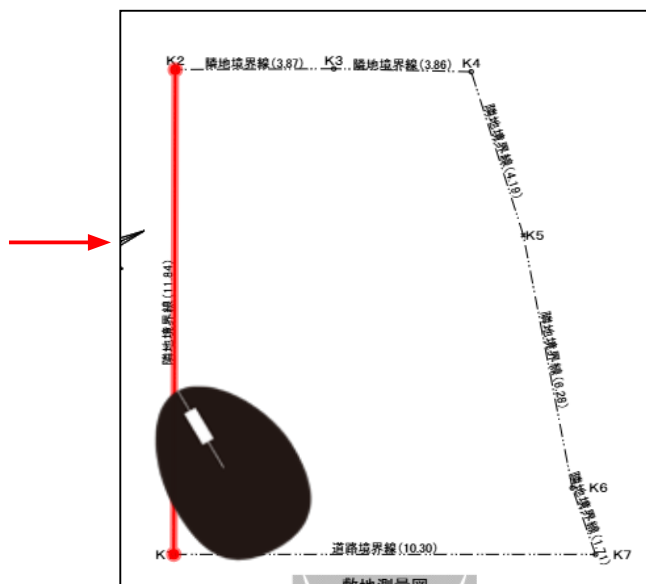 K2
隣地境界線(3.87)
K3
隣地境界線(3.86)
K4
隣地境界線(4.19)
K5
隣地境界線(11.84)
隣地境界線(6.28)
K6
隣地境界線(1.71)
道路境界線(10.30)
K7
敷地測量図